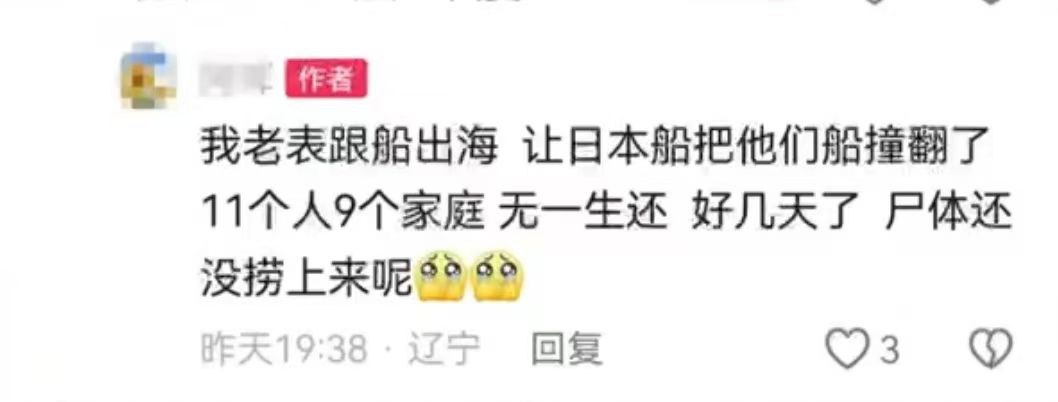 作者
我老表跟船出海 让日本船把他们船撞翻了
11个人9个家庭 无一生还 好几天了 尸体还
没捞上来呢
昨天19:38 · 辽宁 回复 3